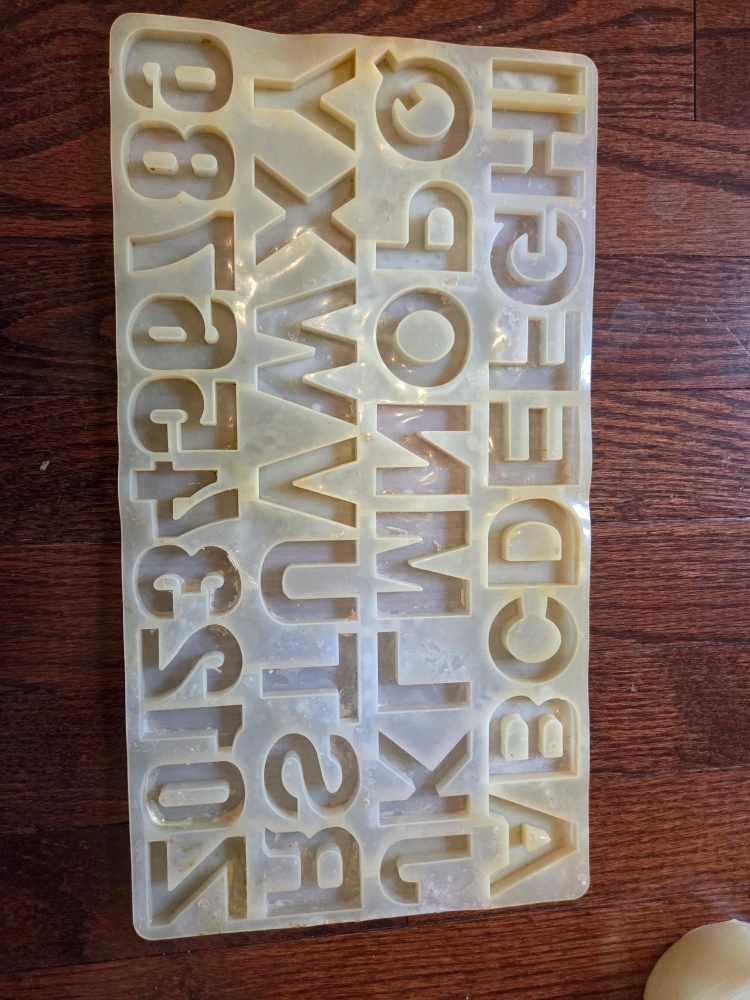 ABCDEFGHI
JKLMNOPQ
RSTUVWXY
Z0123456789